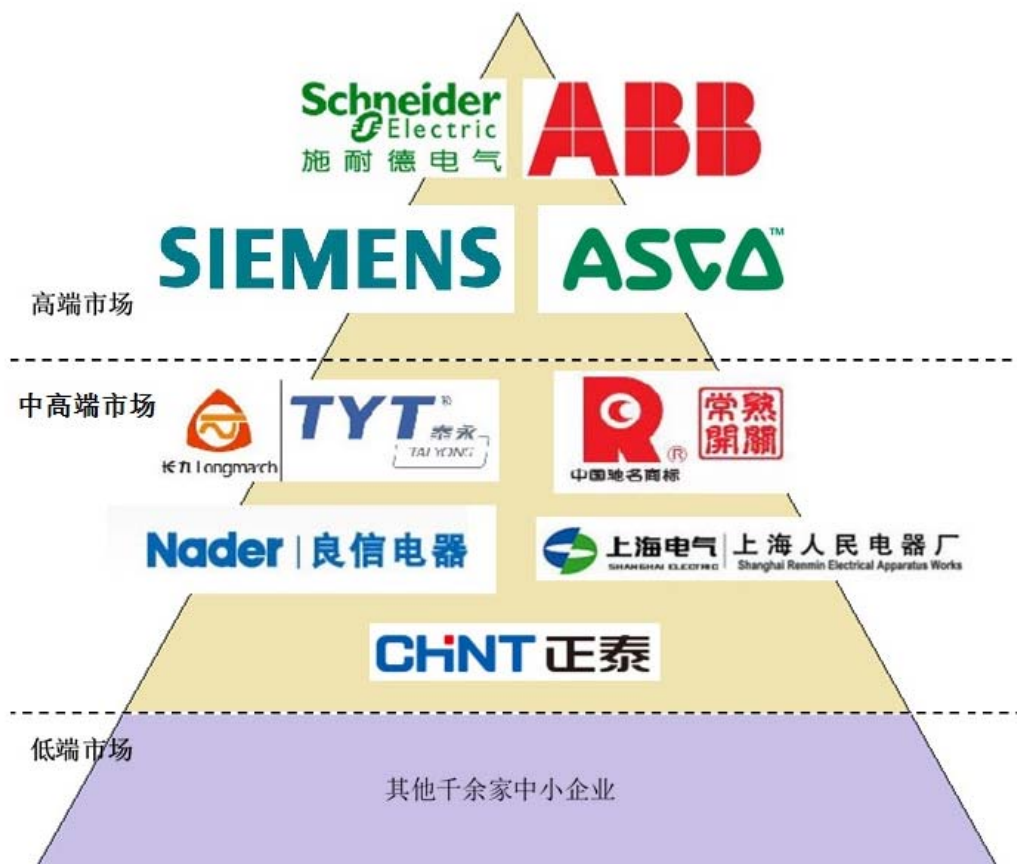 Schneider
Electric
施耐德电气
ABB
SIEMENS
ASCO™
高端市场
中高端市场
长九 Longmarch
TYT®
泰永
TAIYONG
R®
中国驰名商标
常熟
開關
Nader|良信电器
上海电气
SHANGHAI ELECTRIC
上海人民电器厂
Shanghai Renmin Electrical Apparatus Works
CHiNT 正泰
低端市场
其他千余家中小企业